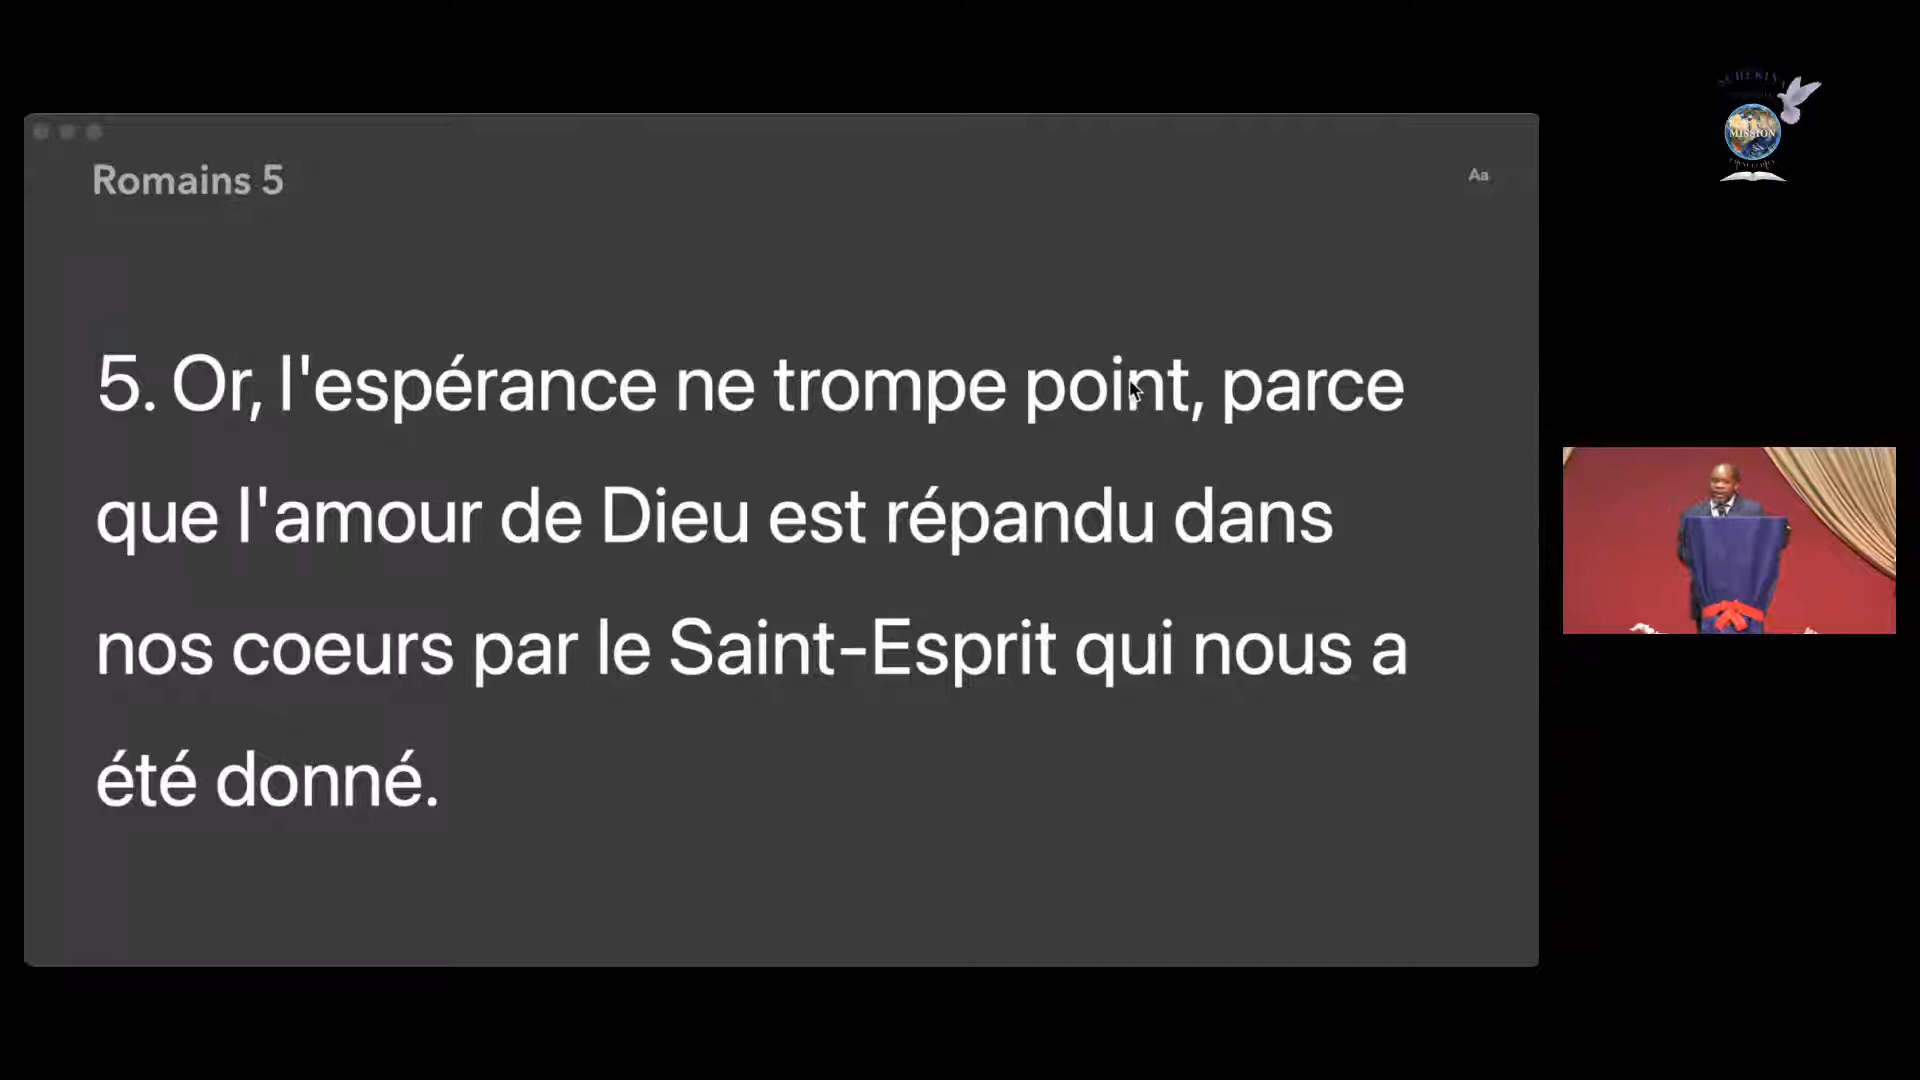 Romains 5
Aa
5. Or, l'espérance ne trompe point, parce
que l'amour de Dieu est répandu dans
nos coeurs par le Saint-Esprit qui nous a
été donné.
MISSION